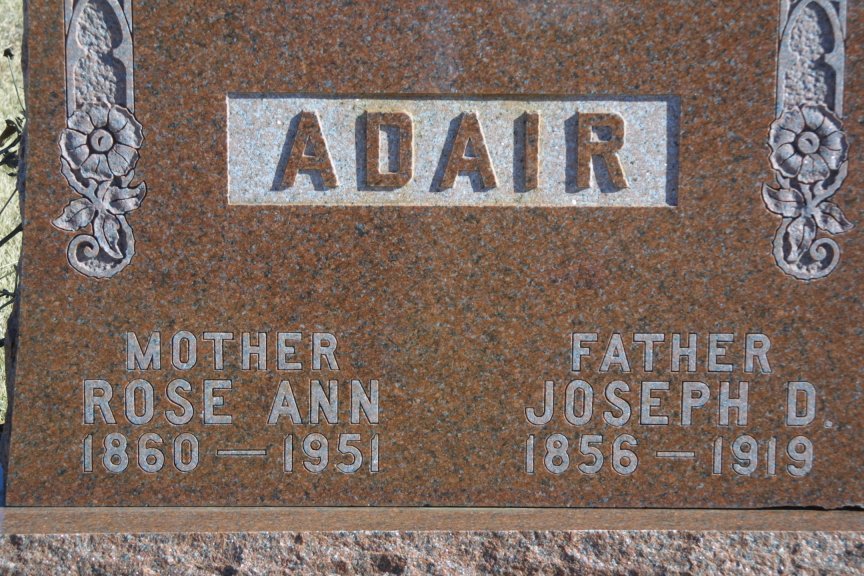 ADAIR
MOTHER
ROSE ANN
1860 — 1951
FATHER
JOSEPH D.
1856 — 1919